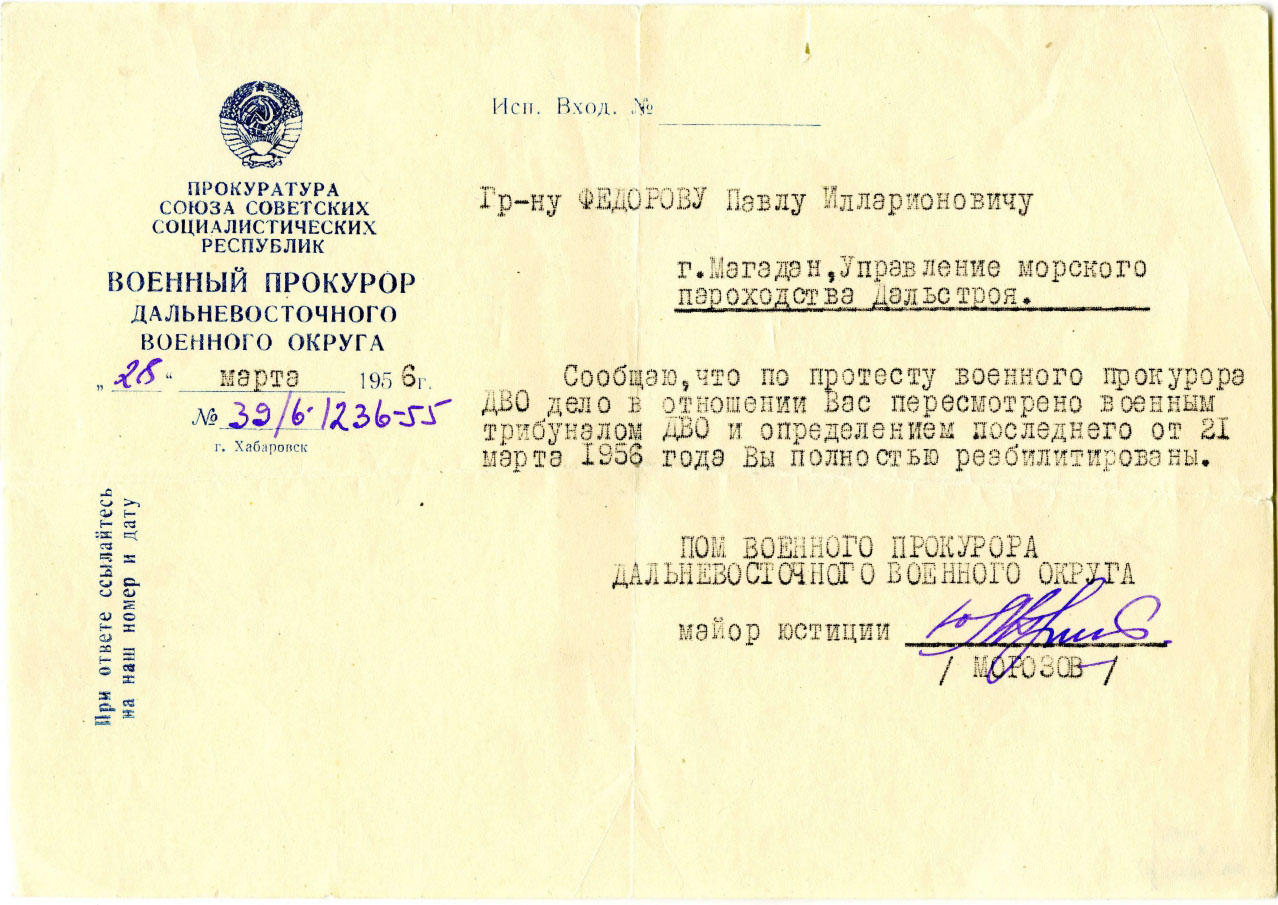 ПРОКУРАТУРА
СОЮЗА СОВЕТСКИХ
СОЦИАЛИСТИЧЕСКИХ
РЕСПУБЛИК
ВОЕННЫЙ ПРОКУРОР
ДАЛЬНЕВОСТОЧНОГО
ВОЕННОГО ОКРУГА
„28“ марта 1956г.
№ 39/6-1236-55
г. Хабаровск
При ответе ссылайтесь
на наш номер и дату
Исп. Вход. №
Гр-ну ФЕДОРОВУ Павлу Илларионовичу
г.Магадан,Управление морского
пароходства Дальстроя.
Сообщаю,что по протесту военного прокурора
ДВО дело в отношении Вас пересмотрено военным
трибуналом ДВО и определением последнего от 21
марта 1956 года Вы полностью реабилитированы.
ПОМ ВОЕННОГО ПРОКУРОРА
ДАЛЬНЕВОСТОЧНОГО ВОЕННОГО ОКРУГА
майор юстиции
/ МОРОЗОВ /